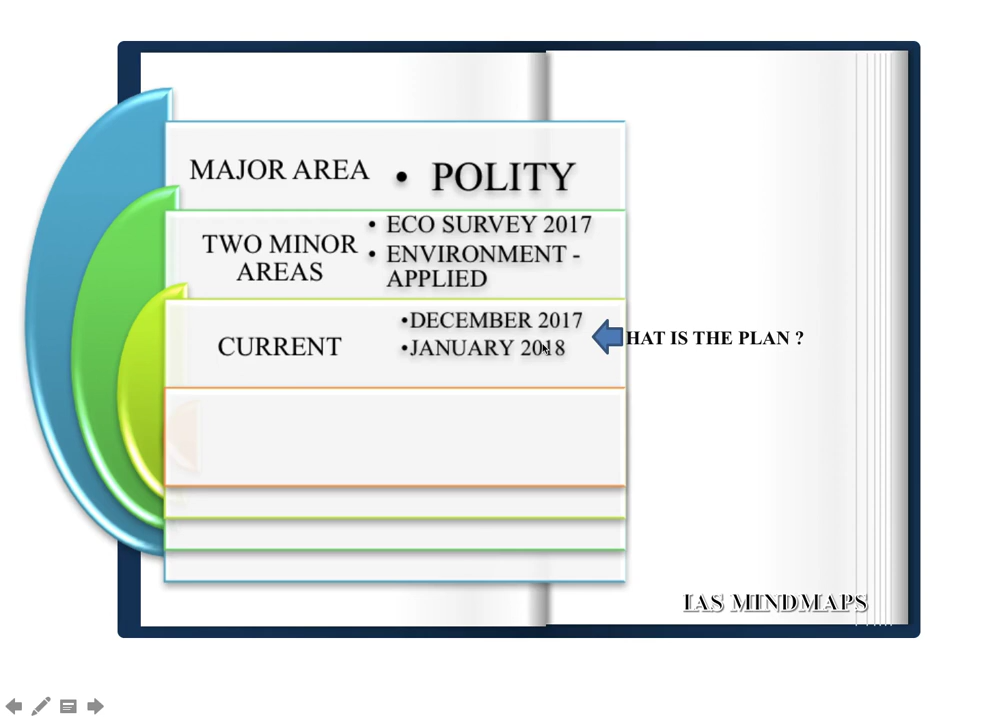 MAJOR AREA
• POLITY
TWO MINOR
AREAS
• ECO SURVEY 2017
• ENVIRONMENT -
APPLIED
CURRENT
•DECEMBER 2017
•JANUARY 2018
HAT IS THE PLAN ?
IAS MINDMAPS